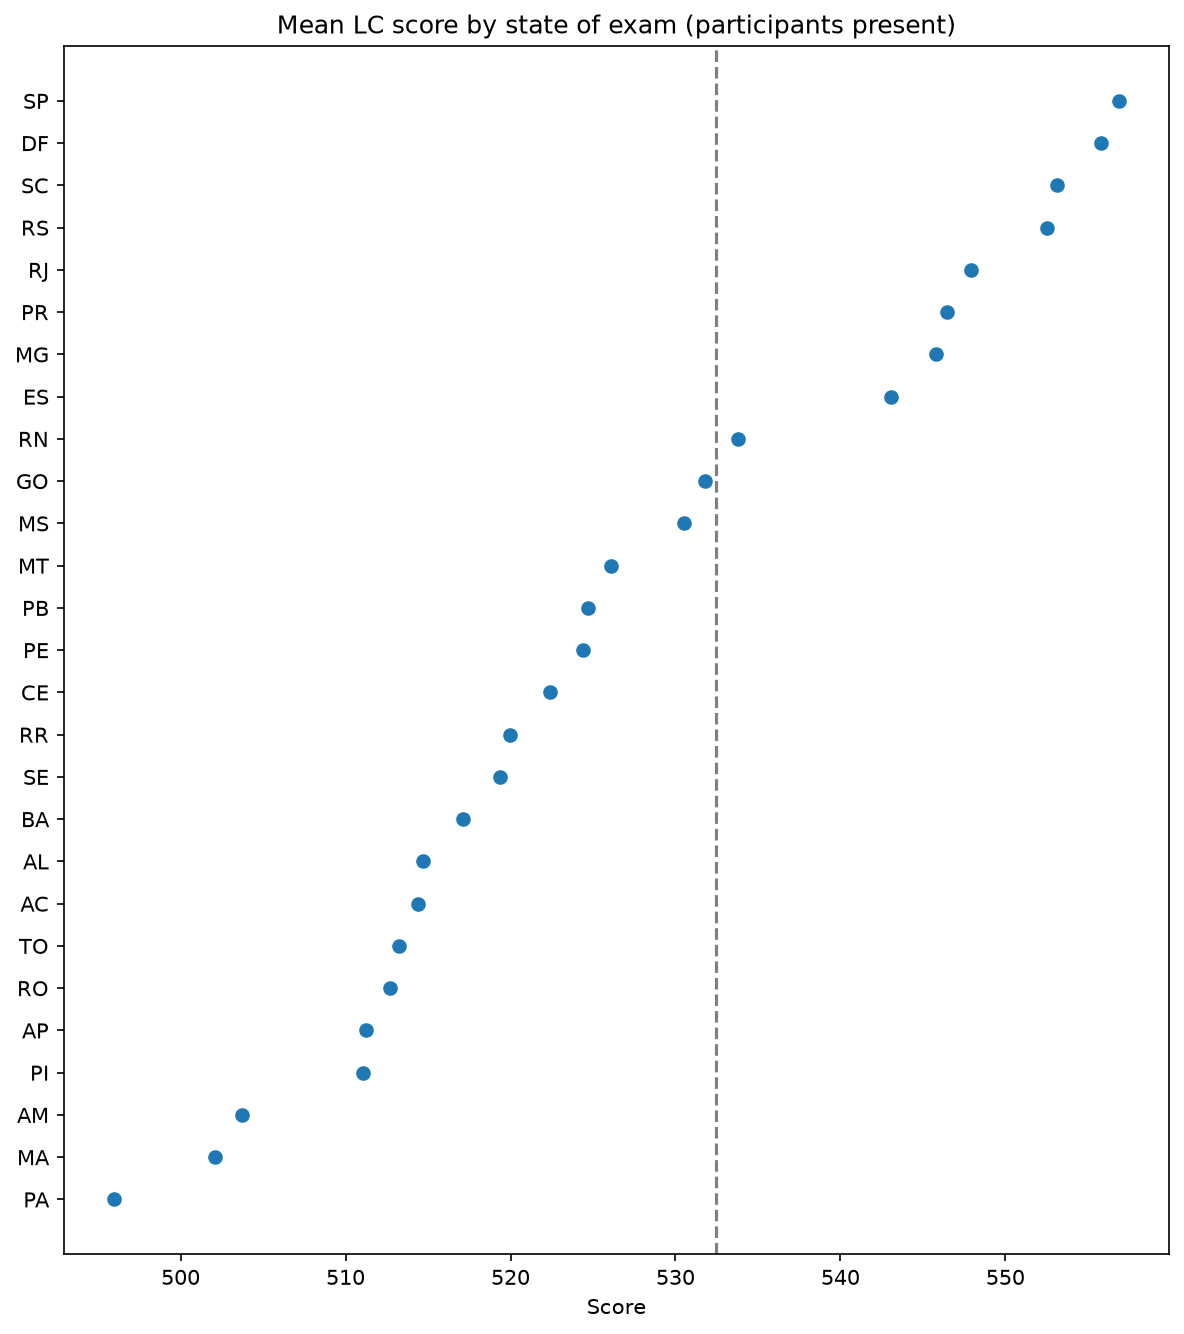 Mean LC score by state of exam (participants present)
SP
DF
SC
RS
RJ
PR
MG
ES
RN
GO
MS
MT
PB
PE
CE
RR
SE
BA
AL
AC
TO
RO
AP
PI
AM
MA
PA
500 510 520 530 540 550
Score